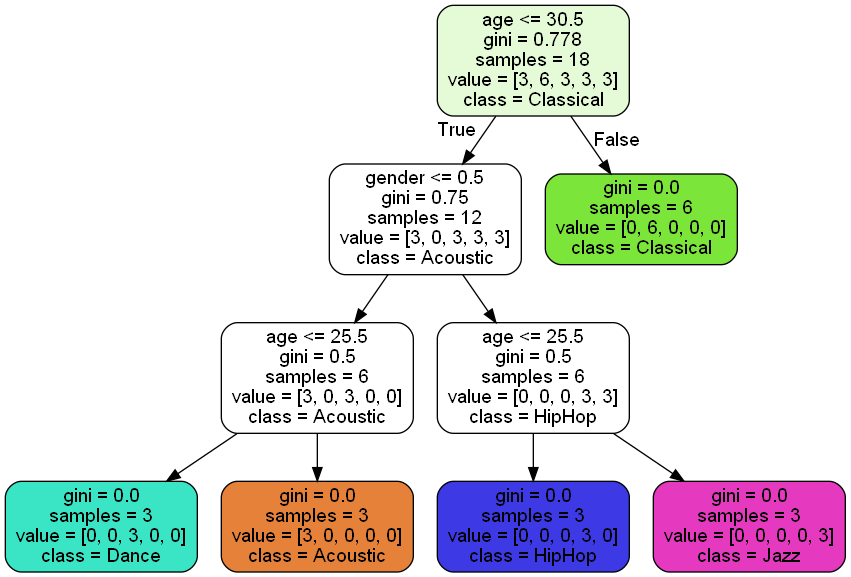 age <= 30.5
gini = 0.778
samples = 18
value = [3, 6, 3, 3, 3]
class = Classical
True
False
gender <= 0.5
gini = 0.75
samples = 12
value = [3, 0, 3, 3, 3]
class = Acoustic
gini = 0.0
samples = 6
value = [0, 6, 0, 0, 0]
class = Classical
age <= 25.5
gini = 0.5
samples = 6
value = [3, 0, 3, 0, 0]
class = Acoustic
age <= 25.5
gini = 0.5
samples = 6
value = [0, 0, 0, 3, 3]
class = HipHop
gini = 0.0
samples = 3
value = [0, 0, 3, 0, 0]
class = Dance
gini = 0.0
samples = 3
value = [3, 0, 0, 0, 0]
class = Acoustic
gini = 0.0
samples = 3
value = [0, 0, 0, 3, 0]
class = HipHop
gini = 0.0
samples = 3
value = [0, 0, 0, 0, 3]
class = Jazz